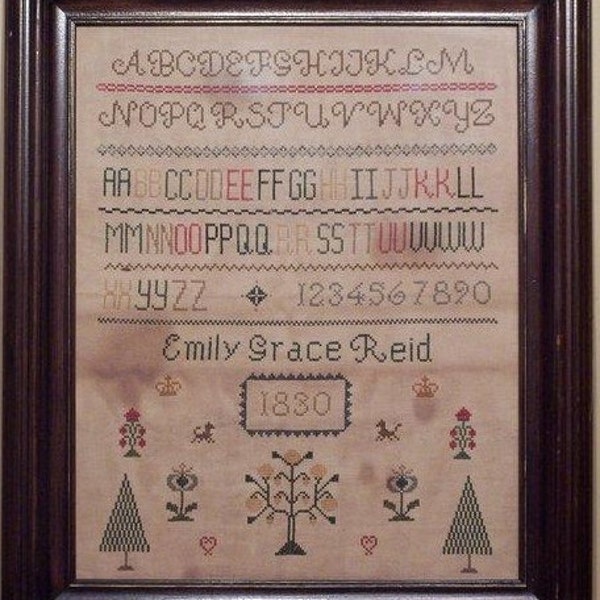 ABCDEFGHIJKLM
NOPQRSTUVWXYZ
AABBCCDDEEFFGGHHIIJJKKLL
MMNNOOPPQQRRSSTTUUVVWW
XXYYZZ 1234567890
Emily Grace Reid
1830